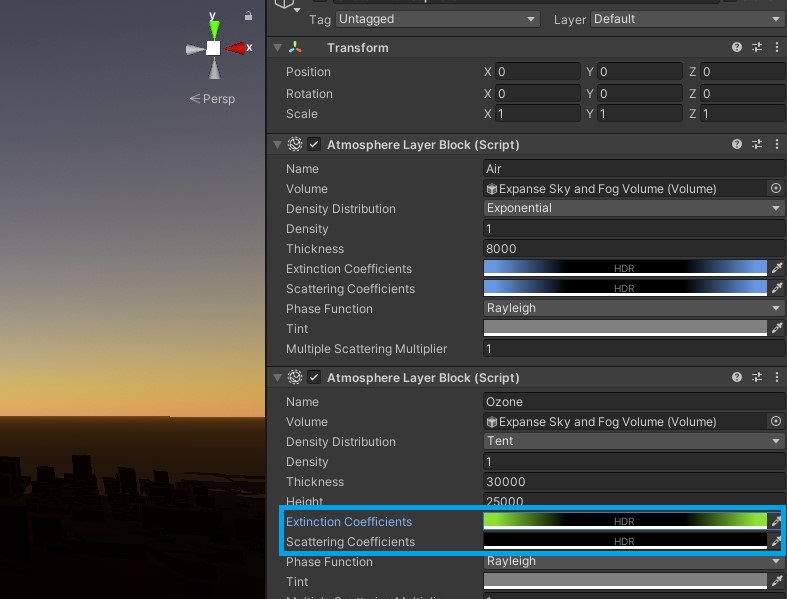 y
x
< Persp
Tag Untagged Layer Default
Transform
Position X 0 Y 0 Z 0
Rotation X 0 Y 0 Z 0
Scale X 1 Y 1 Z 1
Atmosphere Layer Block (Script)
Name Air
Volume Expanse Sky and Fog Volume (Volume)
Density Distribution Exponential
Density 1
Thickness 8000
Extinction Coefficients HDR
Scattering Coefficients HDR
Phase Function Rayleigh
Tint
Multiple Scattering Multiplier 1
Atmosphere Layer Block (Script)
Name Ozone
Volume Expanse Sky and Fog Volume (Volume)
Density Distribution Tent
Density 1
Thickness 30000
Height 25000
Extinction Coefficients HDR
Scattering Coefficients HDR
Phase Function Rayleigh
Tint